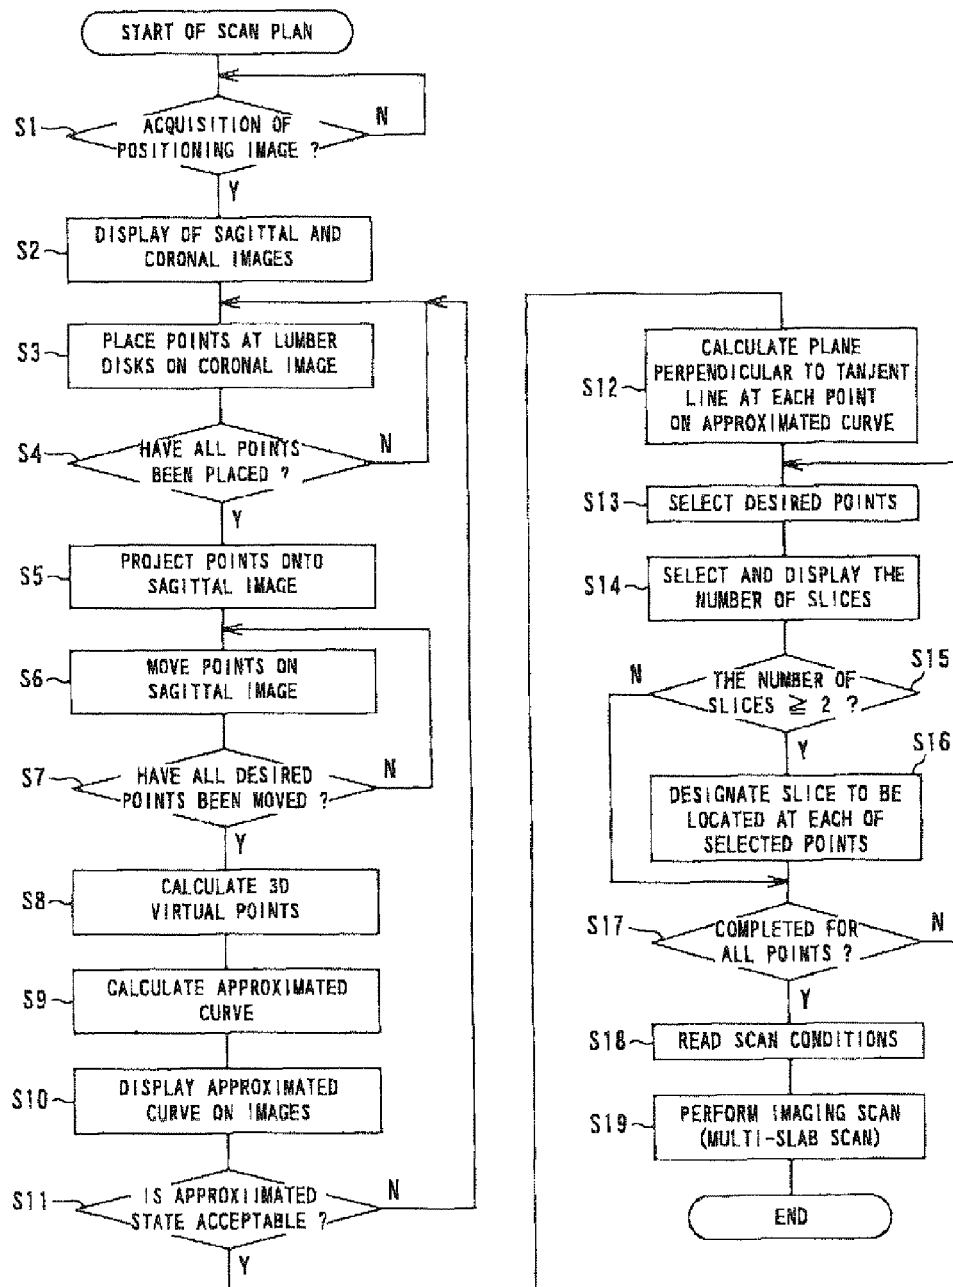 START OF SCAN PLAN
S1
ACQUISITION OF
POSITIONING IMAGE ?
N
Y
S2
DISPLAY OF SAGITTAL AND
CORONAL IMAGES
S3
PLACE POINTS AT LUMBER
DISKS ON CORONAL IMAGE
S4
HAVE ALL POINTS
BEEN PLACED ?
N
Y
S5
PROJECT POINTS ONTO
SAGITTAL IMAGE
S6
MOVE POINTS ON
SAGITTAL IMAGE
S7
HAVE ALL DESIRED
POINTS BEEN MOVED ?
N
Y
S8
CALCULATE 3D
VIRTUAL POINTS
S9
CALCULATE APPROXIMATED
CURVE
S10
DISPLAY APPROXIMATED
CURVE ON IMAGES
S11
IS APPROXIIMATED
STATE ACCEPTABLE ?
N
Y
S12
CALCULATE PLANE
PERPENDICULAR TO TANJENT
LINE AT EACH POINT
ON APPROXIMATED CURVE
S13
SELECT DESIRED POINTS
S14
SELECT AND DISPLAY THE
NUMBER OF SLICES
S15
THE NUMBER OF
SLICES ≧ 2 ?
N
Y
S16
DESIGNATE SLICE TO BE
LOCATED AT EACH OF
SELECTED POINTS
S17
COMPLETED FOR
ALL POINTS ?
N
Y
S18
READ SCAN CONDITIONS
S19
PERFORM IMAGING SCAN
(MULTI-SLAB SCAN)
END